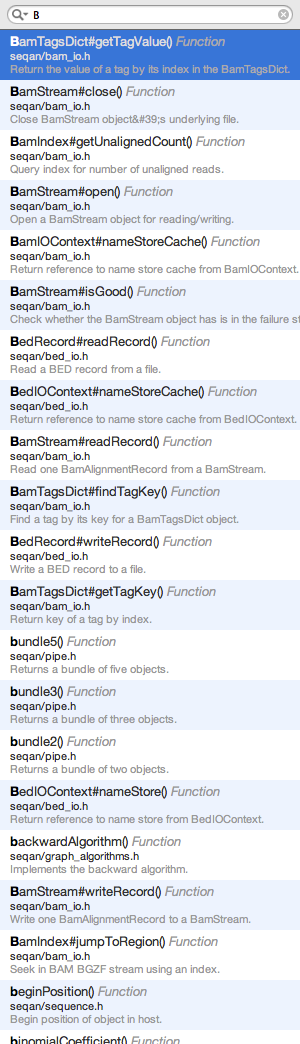 B
BamTagsDict#getTagValue() Function
seqan/bam_io.h
Return the value of a tag by its index in the BamTagsDict.
BamStream#close() Function
seqan/bam_io.h
Close BamStream object&#39;s underlying file.
BamIndex#getUnalignedCount() Function
seqan/bam_io.h
Query index for number of unaligned reads.
BamStream#open() Function
seqan/bam_io.h
Open a BamStream object for reading/writing.
BamIOContext#nameStoreCache() Function
seqan/bam_io.h
Return reference to name store cache from BamIOContext.
BamStream#isGood() Function
seqan/bam_io.h
Check whether the BamStream object has is in the failure st
BedRecord#readRecord() Function
seqan/bed_io.h
Read a BED record from a file.
BedIOContext#nameStoreCache() Function
seqan/bed_io.h
Return reference to name store cache from BedIOContext.
BamStream#readRecord() Function
seqan/bam_io.h
Read one BamAlignmentRecord from a BamStream.
BamTagsDict#findTagKey() Function
seqan/bam_io.h
Find a tag by its key for a BamTagsDict object.
BedRecord#writeRecord() Function
seqan/bed_io.h
Write a BED record to a file.
BamTagsDict#getTagKey() Function
seqan/bam_io.h
Return key of a tag by index.
bundle5() Function
seqan/pipe.h
Returns a bundle of five objects.
bundle3() Function
seqan/pipe.h
Returns a bundle of three objects.
bundle2() Function
seqan/pipe.h
Returns a bundle of two objects.
BedIOContext#nameStore() Function
seqan/bed_io.h
Return reference to name store from BedIOContext.
backwardAlgorithm() Function
seqan/graph_algorithms.h
Implements the backward algorithm.
BamStream#writeRecord() Function
seqan/bam_io.h
Write one BamAlignmentRecord to a BamStream.
BamIndex#jumpToRegion() Function
seqan/bam_io.h
Seek in BAM BGZF stream using an index.
beginPosition() Function
seqan/sequence.h
Begin position of object in host.
binomialCoefficient() Function